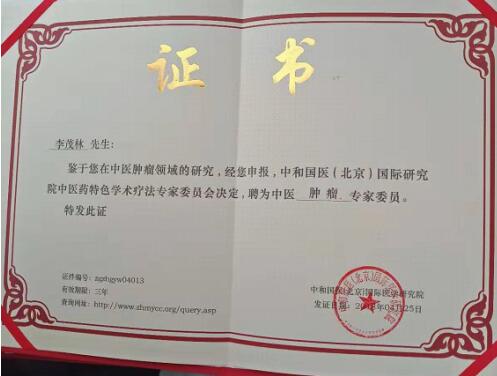 证书
李茂林 先生:
鉴于您在中医肿瘤领域的研究,经您申报,中和国医(北京)国际研究
院中医药特色学术疗法专家委员会决定,聘为中医 肿瘤 专家委员。
特发此证
证件编号:zgzhgyw04013
有效期限:三年
查询网址:http://www.zhmycc.org/query.asp
中和国医(北京)国际医学研究院
发证日期: